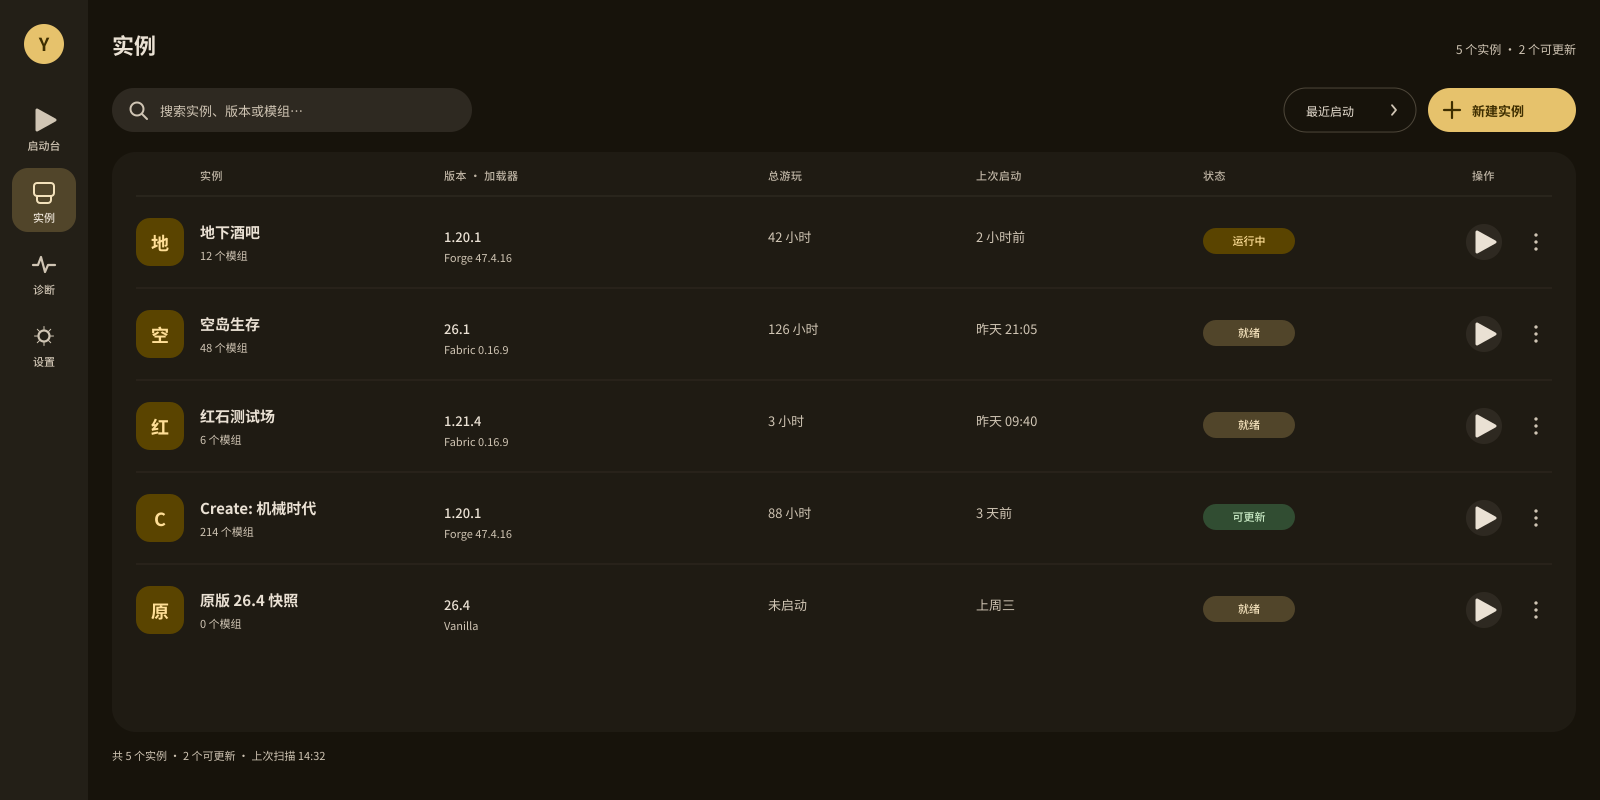 Y
启动台
实例
诊断
设置
实例
5 个实例 · 2 个可更新
搜索实例、版本或模组…
最近启动
新建实例
实例 版本 · 加载器 总游玩 上次启动 状态 操作
地 地下酒吧 1.20.1 42 小时 2 小时前 运行中
12 个模组 Forge 47.4.16
空 空岛生存 26.1 126 小时 昨天 21:05 就绪
48 个模组 Fabric 0.16.9
红 红石测试场 1.21.4 3 小时 昨天 09:40 就绪
6 个模组 Fabric 0.16.9
C Create: 机械时代 1.20.1 88 小时 3 天前 可更新
214 个模组 Forge 47.4.16
原 原版 26.4 快照 26.4 未启动 上周三 就绪
0 个模组 Vanilla
共 5 个实例 · 2 个可更新 · 上次扫描 14:32